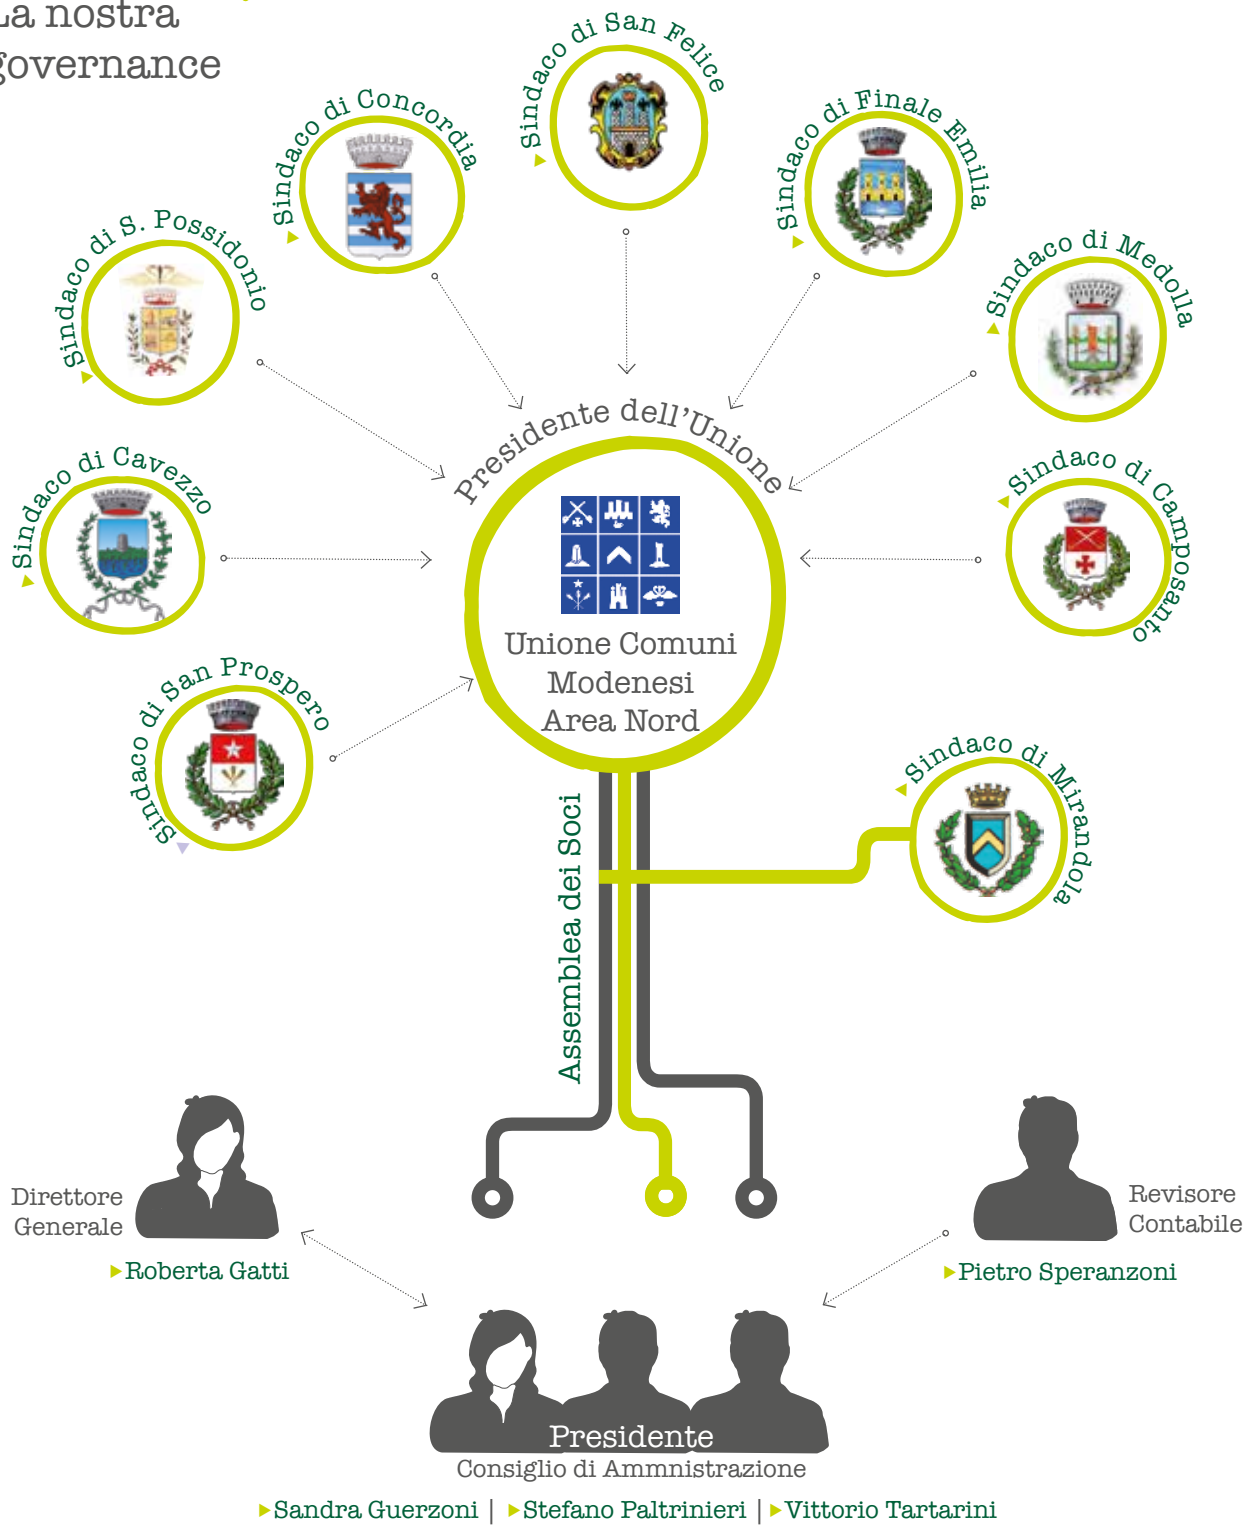 La nostra
governance
Sindaco di San Felice
Sindaco di Concordia
Sindaco di Finale Emilia
Sindaco di S. Possidonio
Sindaco di Medolla
Presidente dell'Unione
Sindaco di Cavezzo
Sindaco di Camposanto
Unione Comuni
Modenesi
Area Nord
Sindaco di San Prospero
Sindaco di Mirandola
Assemblea dei Soci
Direttore
Generale
Roberta Gatti
Revisore
Contabile
Pietro Speranzoni
Presidente
Consiglio di Ammnistrazione
Sandra Guerzoni | Stefano Paltrinieri | Vittorio Tartarini